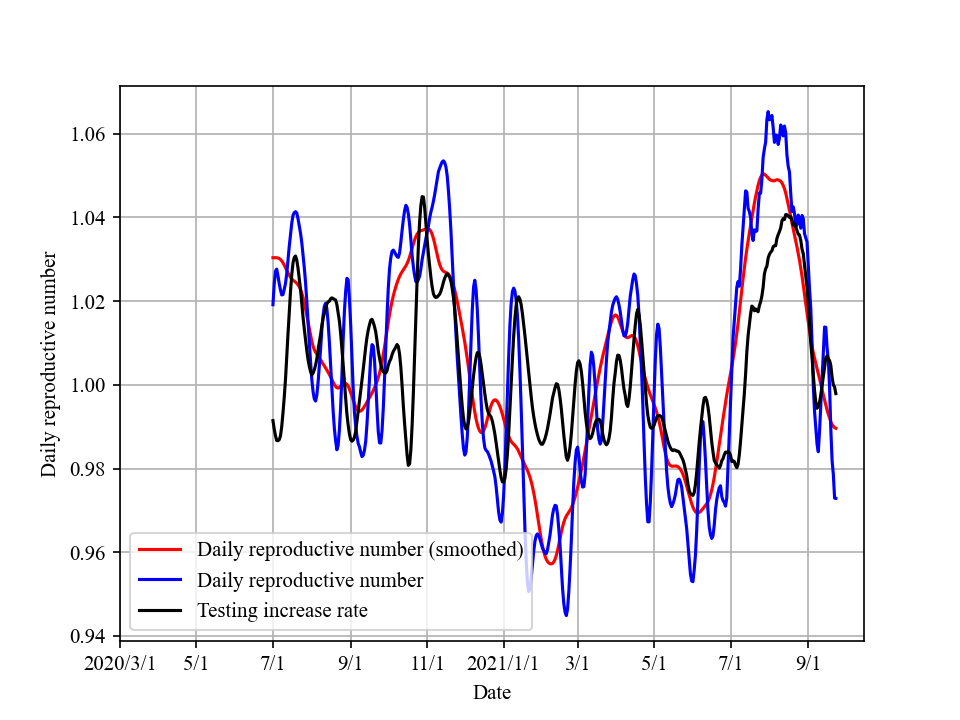 Daily reproductive number
1.06
1.04
1.02
1.00
0.98
0.96
0.94
Daily reproductive number (smoothed)
Daily reproductive number
Testing increase rate
2020/3/1 5/1 7/1 9/1 11/1 2021/1/1 3/1 5/1 7/1 9/1
Date